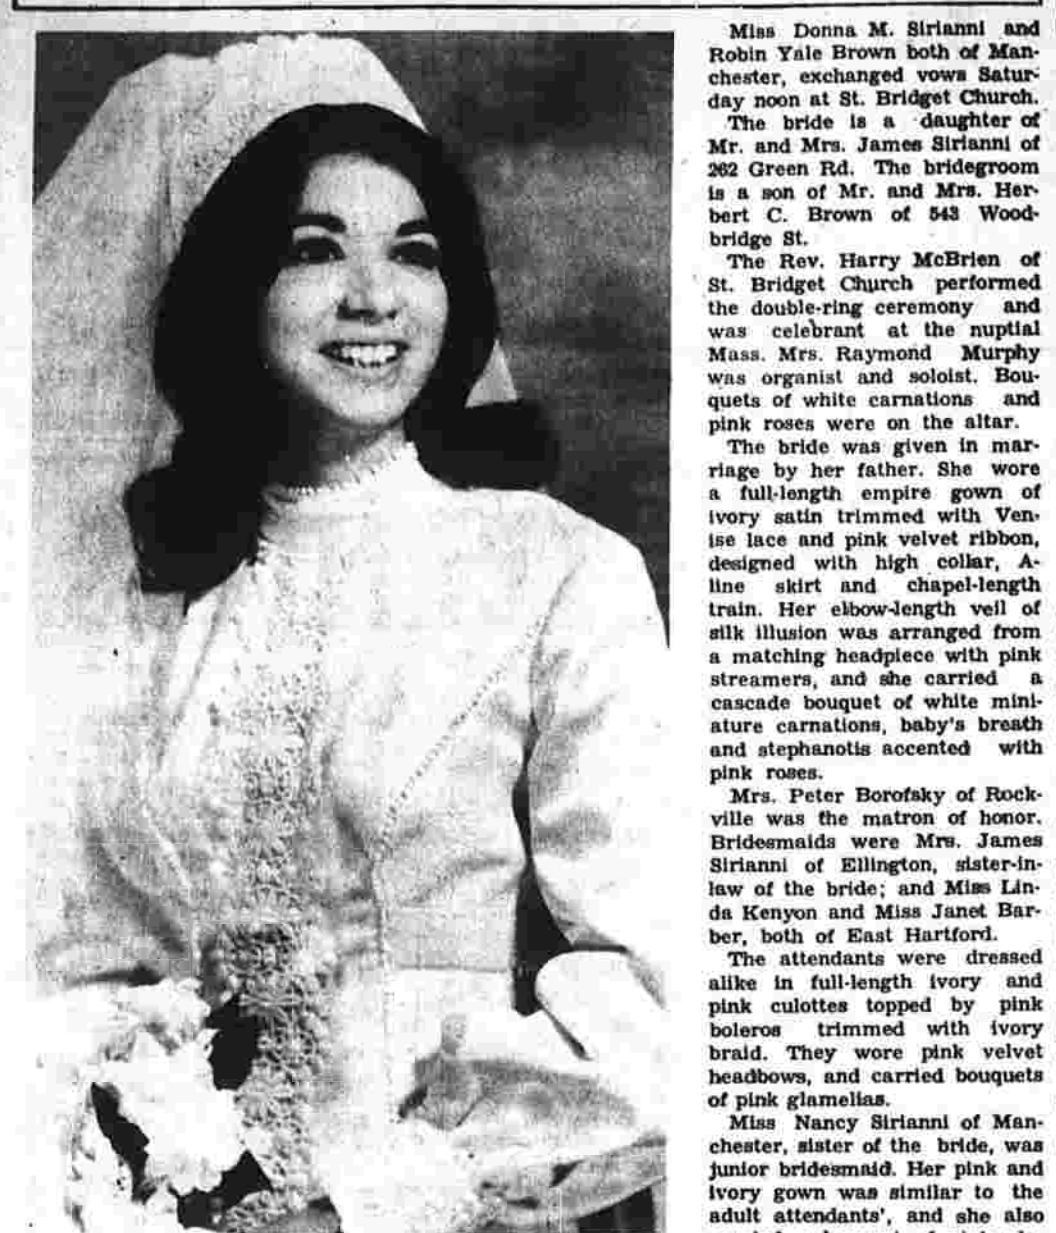 Miss Donna M. Sirianni and
Robin Yale Brown both of Man-
chester, exchanged vows Satur-
day noon at St. Bridget Church.
The bride is a daughter of
Mr. and Mrs. James Sirianni of
262 Green Rd. The bridegroom
is a son of Mr. and Mrs. Her-
bert C. Brown of 543 Wood-
bridge St.
The Rev. Harry McBrien of
St. Bridget Church performed
the double-ring ceremony and
was celebrant at the nuptial
Mass. Mrs. Raymond Murphy
was organist and soloist. Bou-
quets of white carnations and
pink roses were on the altar.
The bride was given in mar-
riage by her father. She wore
a full-length empire gown of
ivory satin trimmed with Ven-
ise lace and pink velvet ribbon,
designed with high collar, A-
line skirt and chapel-length
train. Her elbow-length veil of
silk illusion was arranged from
a matching headpiece with pink
streamers, and she carried a
cascade bouquet of white mini-
ature carnations, baby's breath
and stephanotis accented with
pink roses.
Mrs. Peter Borofsky of Rock-
ville was the matron of honor.
Bridesmaids were Mrs. James
Sirianni of Ellington, sister-in-
law of the bride; and Miss Lin-
da Kenyon and Miss Janet Bar-
ber, both of East Hartford.
The attendants were dressed
alike in full-length ivory and
pink culottes topped by pink
boleros trimmed with ivory
braid. They wore pink velvet
headbows, and carried bouquets
of pink glamelias.
Miss Nancy Sirianni of Man-
chester, sister of the bride, was
junior bridesmaid. Her pink and
ivory gown was similar to the
adult attendants', and she also